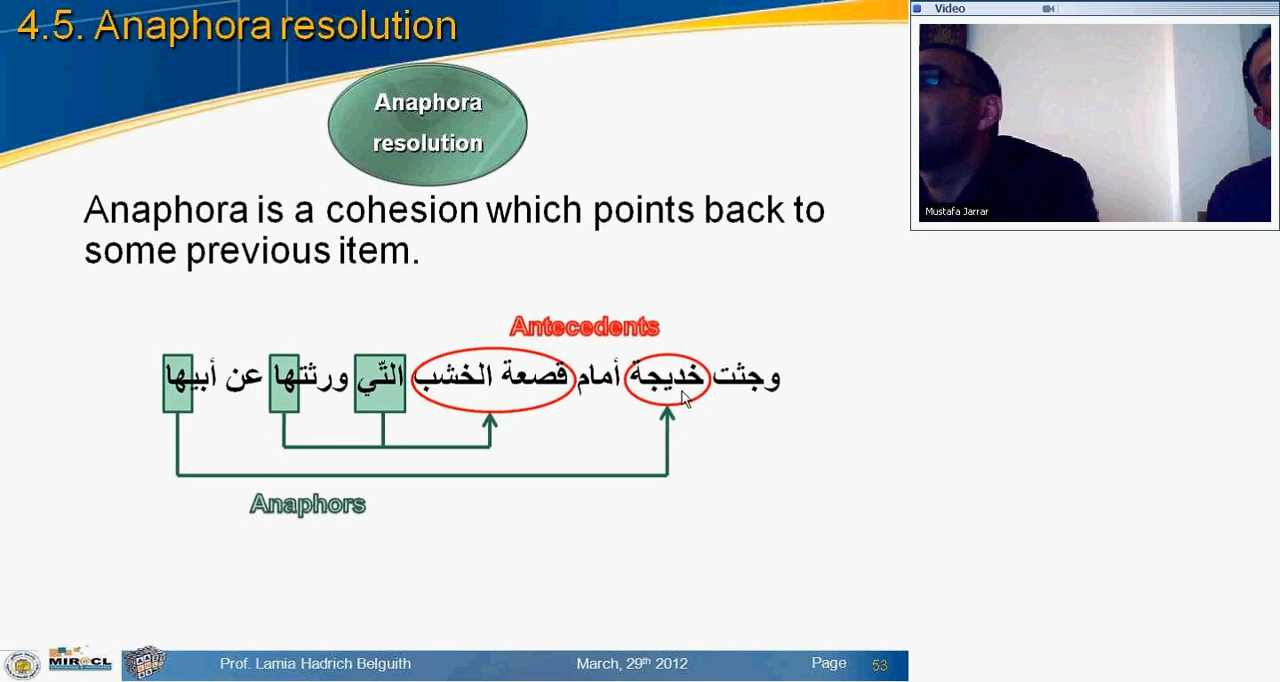 4.5. Anaphora resolution
Anaphora
resolution
Anaphora is a cohesion which points back to
some previous item.
Antecedents
وجثت خديجة أمام قصعة الخشب التّي ورثتها عن أبيها
Anaphors
MIR@CL
Prof. Lamia Hadrich Belguith
March, 29th 2012
Page 53
Video
Mustafa Jarrar